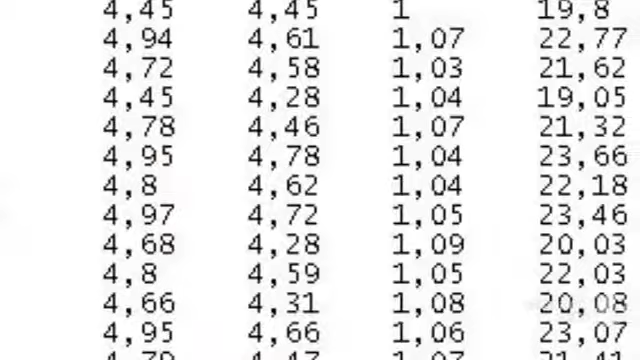 4,45 4,45 1 19,8
4,94 4,61 1,07 22,77
4,72 4,58 1,03 21,62
4,45 4,28 1,04 19,05
4,78 4,46 1,07 21,32
4,95 4,78 1,04 23,66
4,8 4,62 1,04 22,18
4,97 4,72 1,05 23,46
4,68 4,28 1,09 20,03
4,8 4,59 1,05 22,03
4,66 4,31 1,08 20,08
4,95 4,66 1,06 23,07